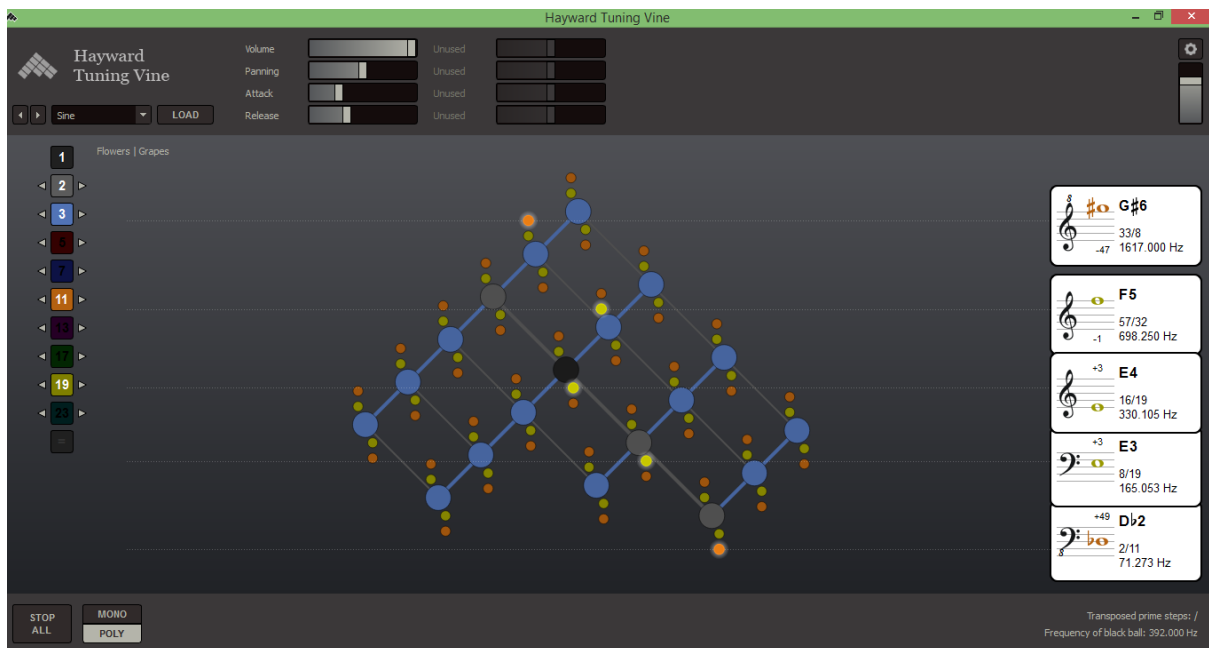 Hayward Tuning Vine
Hayward
Tuning Vine
Volume
Unused
Panning
Unused
Attack
Unused
Release
Unused
Sine
LOAD
Flowers | Grapes
1
2
3
5
7
11
13
17
19
23
=
8
G♯6
33/8
-47 1617.000 Hz
F5
57/32
-1 698.250 Hz
+3 E4
16/19
330.105 Hz
+3 E3
8/19
165.053 Hz
+49 D♭2
2/11
8
71.273 Hz
STOP
ALL
MONO
POLY
Transposed prime steps: /
Frequency of black ball: 392.000 Hz